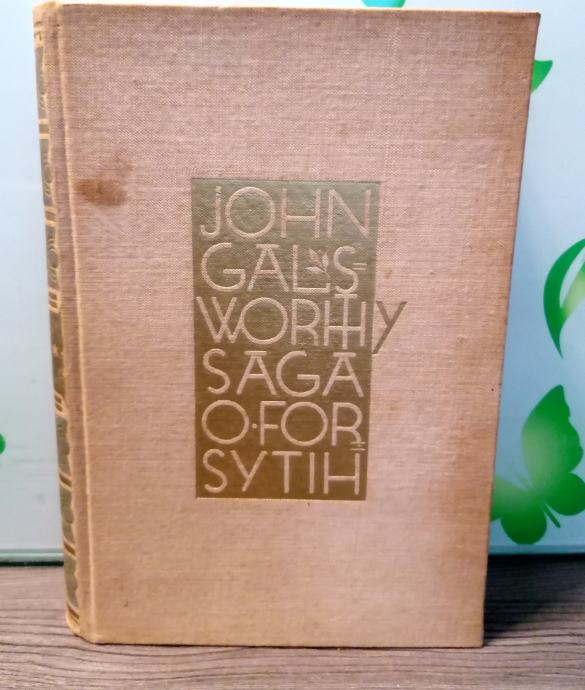 JOHN
GALS=
WORTHY
SAGA
O·FOR=
SYTIH